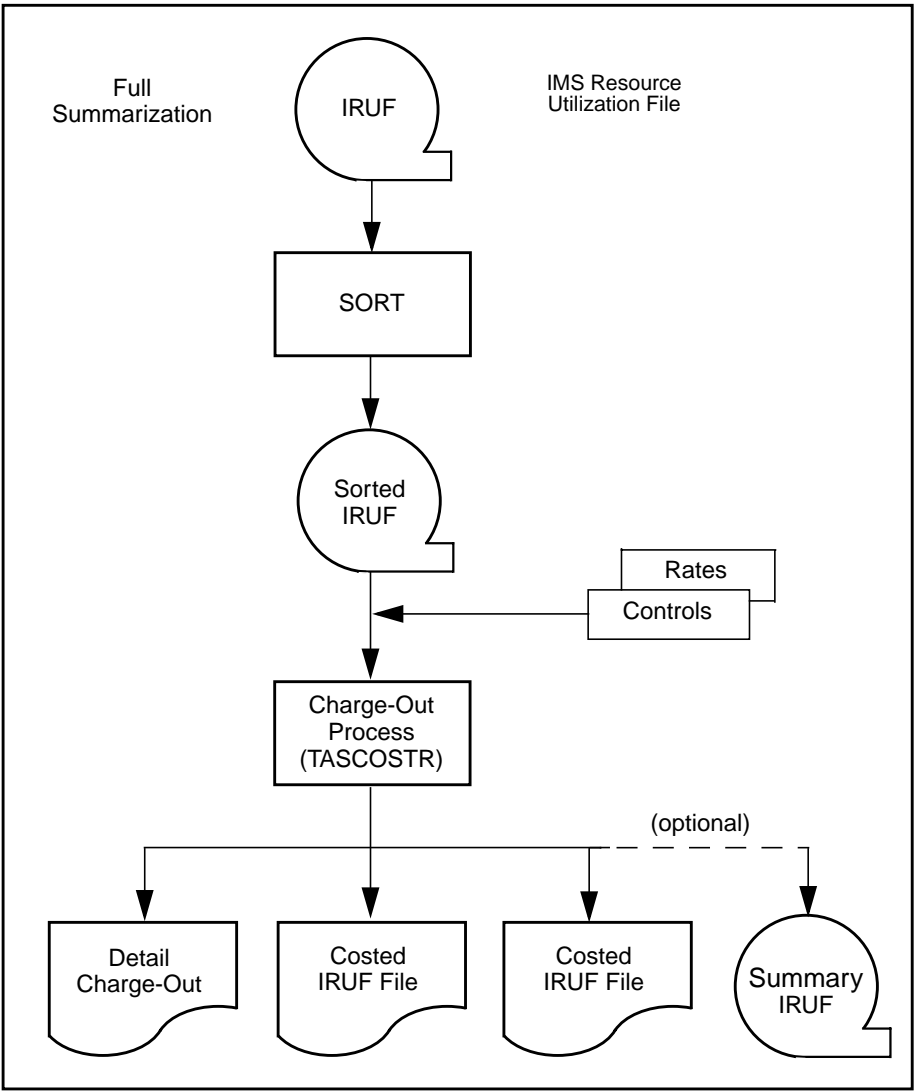 Full
Summarization
IRUF
IMS Resource
Utilization File
SORT
Sorted
IRUF
Rates
Controls
Charge-Out
Process
(TASCOSTR)
(optional)
Detail
Charge-Out
Costed
IRUF File
Costed
IRUF File
Summary
IRUF